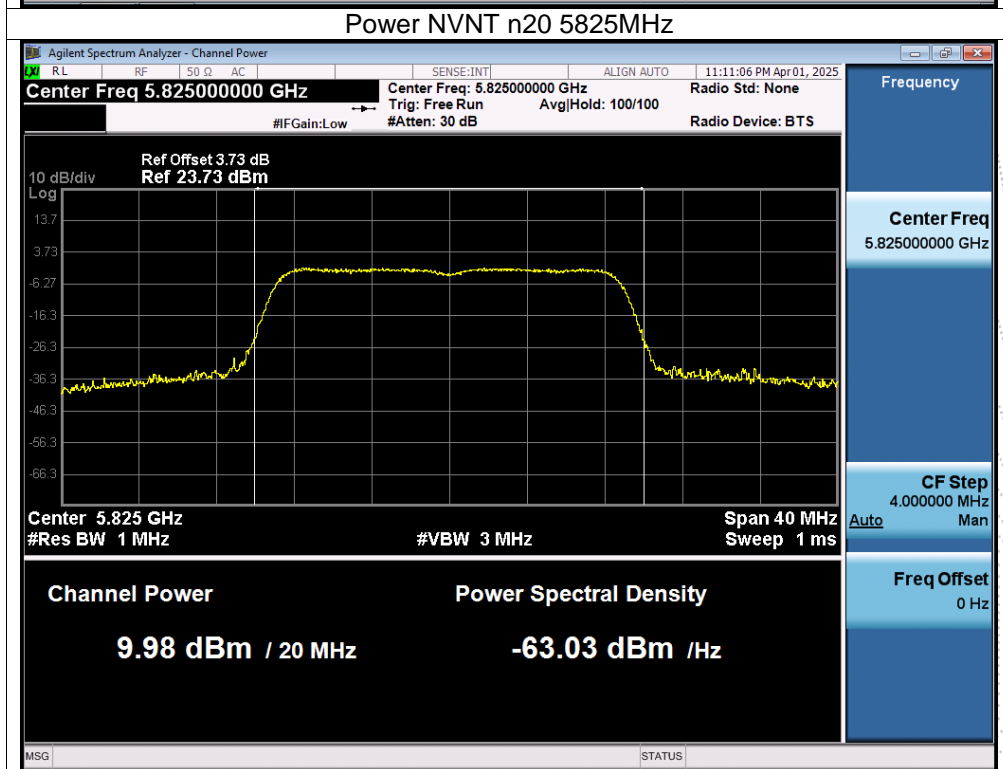 Power NVNT n20 5825MHz
Agilent Spectrum Analyzer - Channel Power
LXI RL RF 50 Ω AC SENSE:INT ALIGN AUTO 11:11:06 PM Apr 01, 2025
Center Freq 5.825000000 GHz
Center Freq: 5.825000000 GHz Radio Std: None
Trig: Free Run Avg|Hold: 100/100
#IFGain:Low #Atten: 30 dB Radio Device: BTS
Ref Offset 3.73 dB
10 dB/div Ref 23.73 dBm
Log
13.7
3.73
-6.27
-16.3
-26.3
-36.3
-46.3
-56.3
-66.3
Center 5.825 GHz Span 40 MHz
#Res BW 1 MHz #VBW 3 MHz Sweep 1 ms
Channel Power Power Spectral Density
9.98 dBm / 20 MHz -63.03 dBm /Hz
MSG STATUS
Frequency
Center Freq
5.825000000 GHz
CF Step
4.000000 MHz
Auto Man
Freq Offset
0 Hz